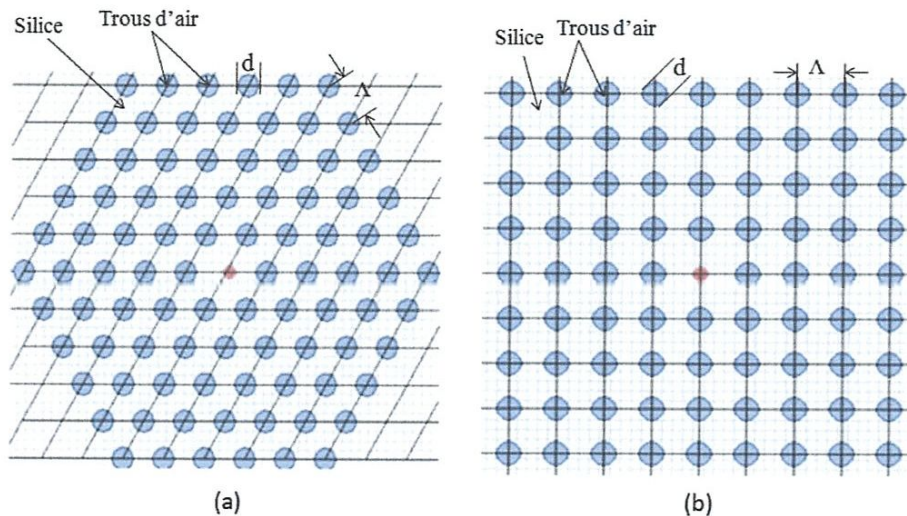 Silice
Trous d'air
d
Λ
Silice
Trous d'air
d
Λ
(a)
(b)